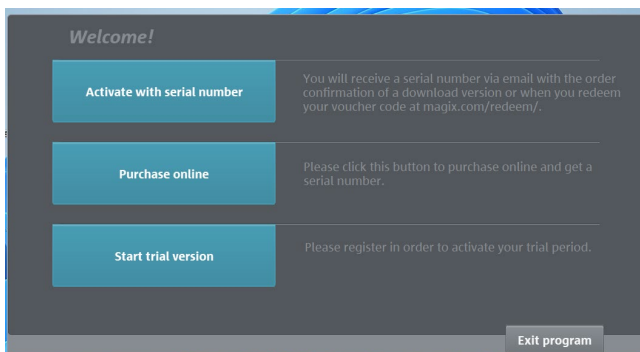 Welcome!
Activate with serial number
You will receive a serial number via email with the order
confirmation of a download version or when you redeem
your voucher code at magix.com/redeem/.
Purchase online
Please click this button to purchase online and get a
serial number.
Start trial version
Please register in order to activate your trial period.
Exit program